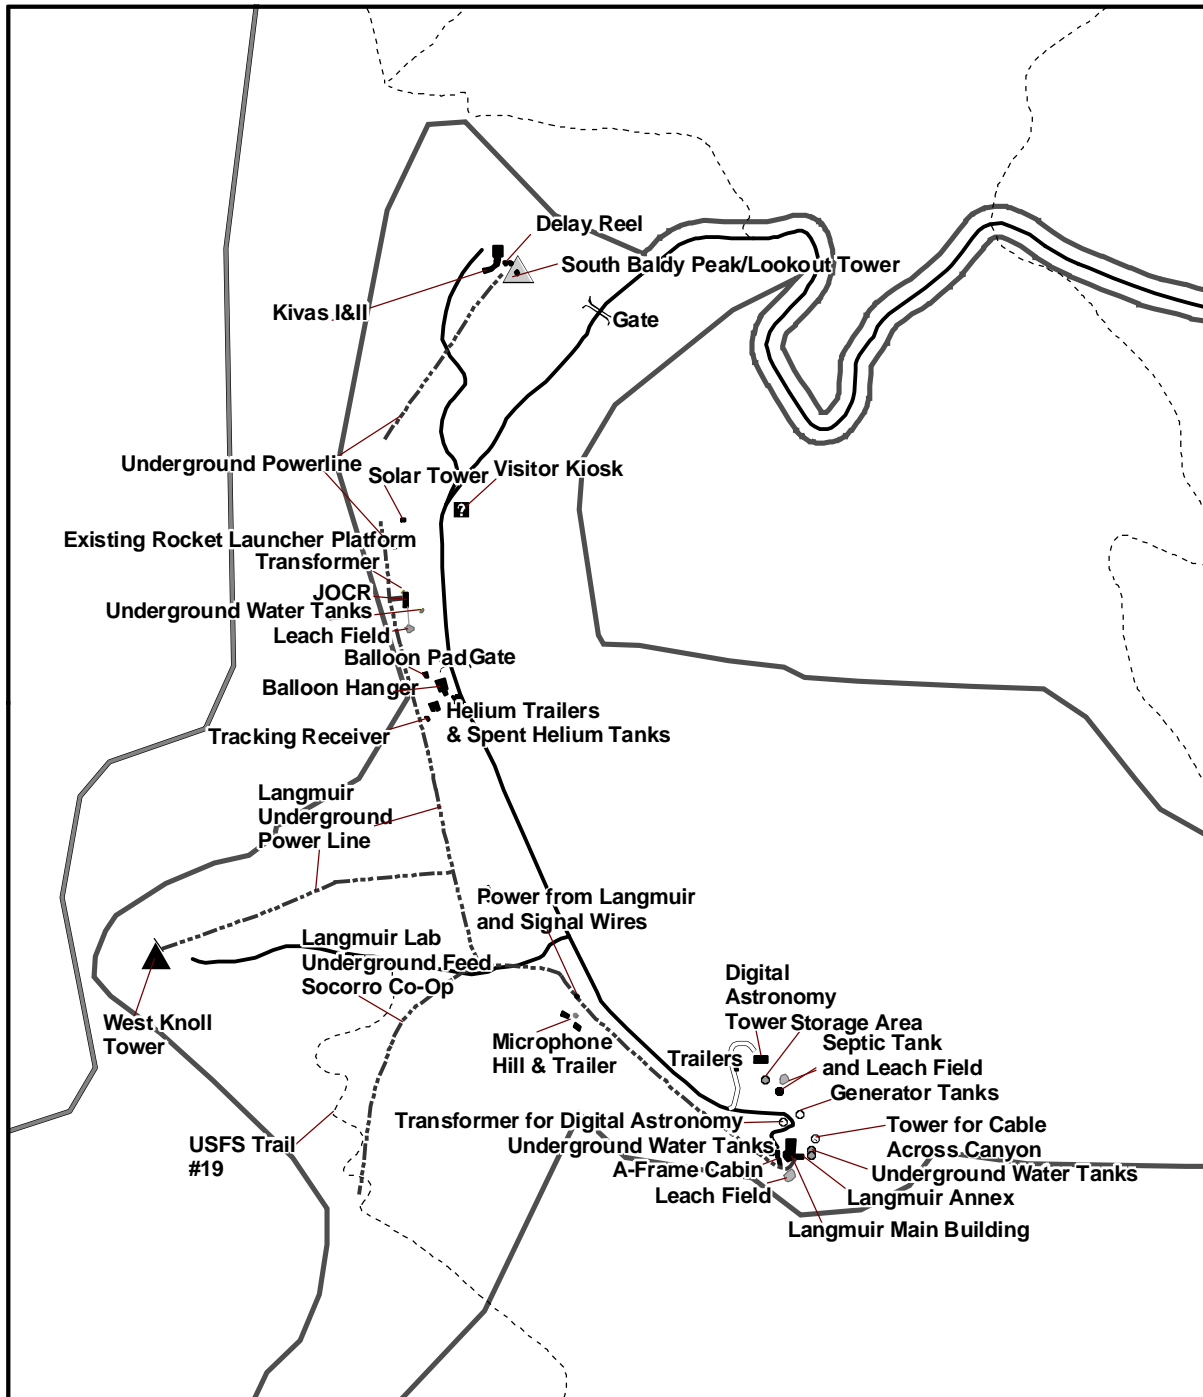 Delay Reel
South Baldy Peak/Lookout Tower
Kivas I&II
Gate
Underground Powerline
Solar Tower
Visitor Kiosk
?
Existing Rocket Launcher Platform
Transformer
JOCR
Underground Water Tanks
Leach Field
Balloon Pad
Gate
Balloon Hanger
Helium Trailers
& Spent Helium Tanks
Tracking Receiver
Langmuir
Underground
Power Line
Power from Langmuir
and Signal Wires
Langmuir Lab
Underground Feed
Socorro Co-Op
West Knoll
Tower
Microphone
Hill & Trailer
Digital
Astronomy
Tower
Storage Area
Trailers
Septic Tank
and Leach Field
Generator Tanks
Transformer for Digital Astronomy
Tower for Cable
Across Canyon
Underground Water Tanks
A-Frame Cabin
Underground Water Tanks
Leach Field
Langmuir Annex
Langmuir Main Building
USFS Trail
#19